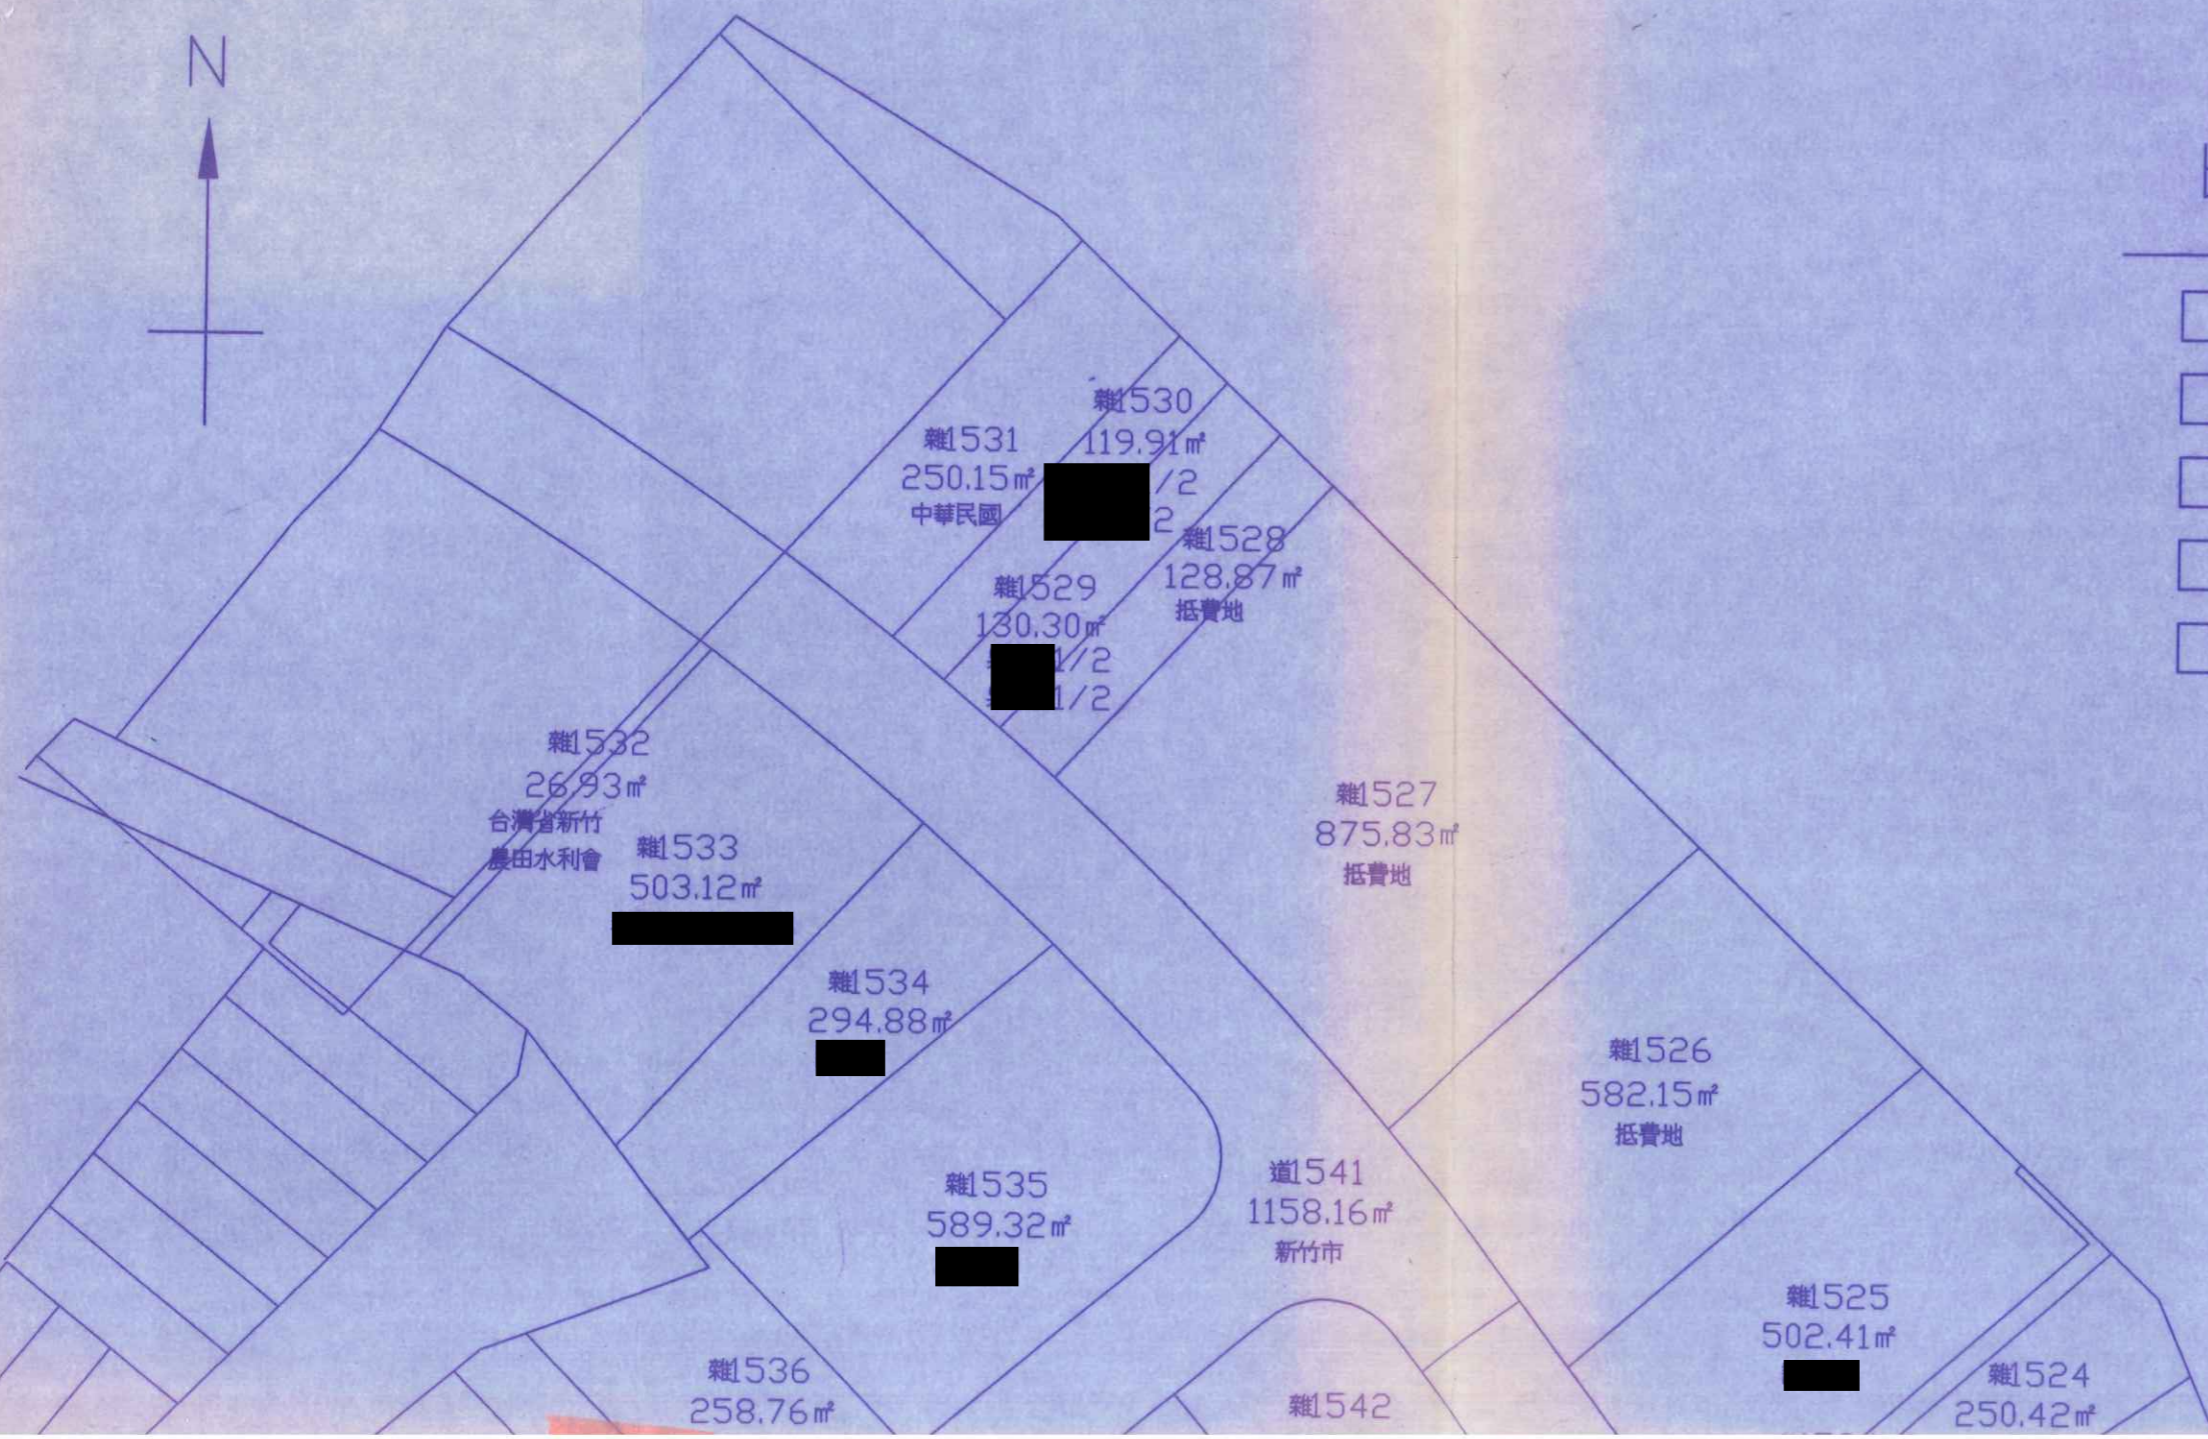 N
雜1530
119.91㎡
/2
2
雜1531
250.15㎡
中華民國
雜1528
128.87㎡
抵費地
雜1529
130.30㎡
1/2
1/2
雜1532
26.93㎡
台灣省新竹
農田水利會
雜1533
503.12㎡
雜1527
875.83㎡
抵費地
雜1534
294.88㎡
雜1526
582.15㎡
抵費地
雜1535
589.32㎡
道1541
1158.16㎡
新竹市
雜1525
502.41㎡
雜1536
258.76㎡
雜1542
雜1524
250.42㎡